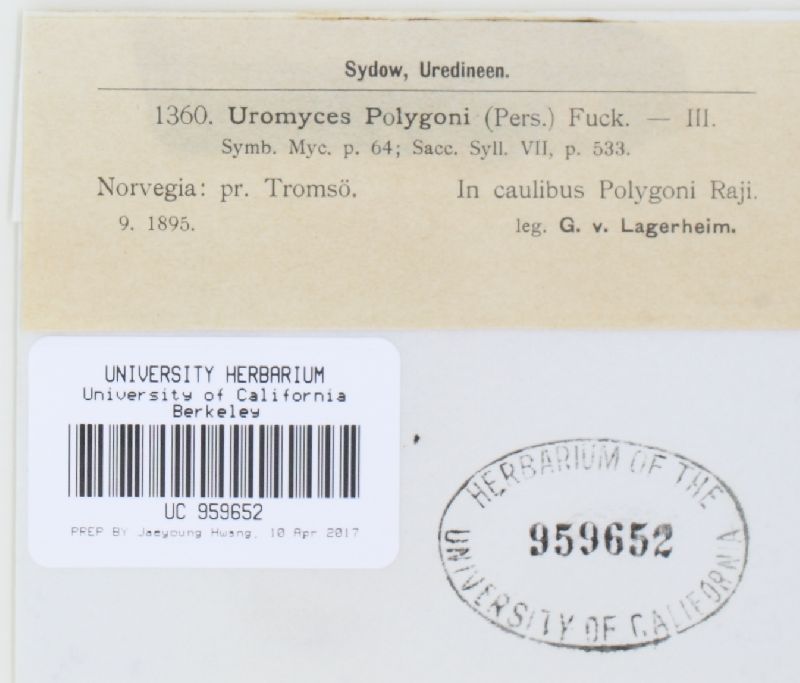 Sydow, Uredineen.
1360. Uromyces Polygoni (Pers.) Fuck. — III.
Symb. Myc. p. 64; Sacc. Syll. VII, p. 533.
Norvegia: pr. Tromsö. In caulibus Polygoni Raji.
9. 1895. leg. G. v. Lagerheim.
UNIVERSITY HERBARIUM
University of California
Berkeley
UC 959652
PREP BY Jaeyoung Hwang, 10 Apr 2017
HERBARIUM OF THE
959652
UNIVERSITY OF CALIFORNIA